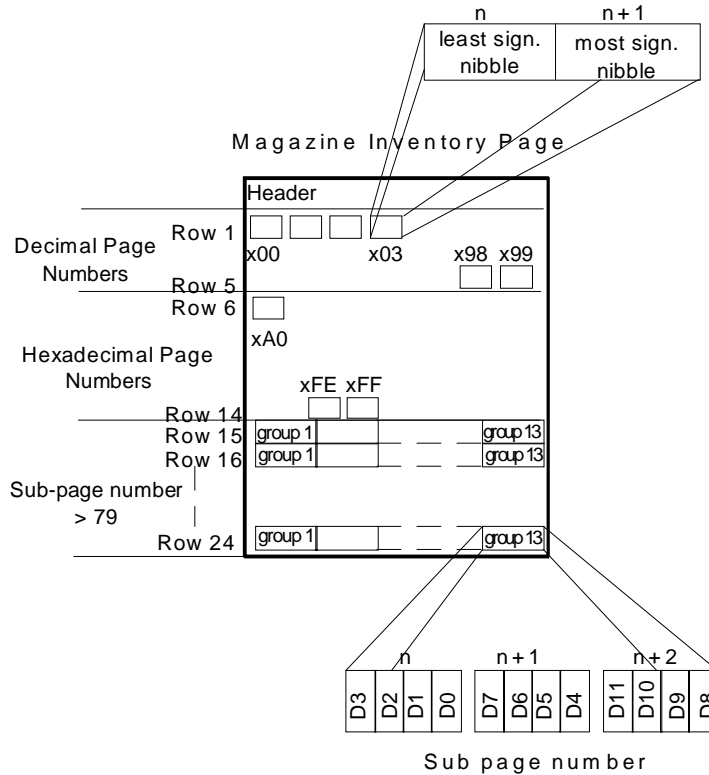 n n + 1
least sign. nibble most sign. nibble
Magazine Inventory Page
Header
Decimal Page Numbers
Row 1
x00 x03 x98 x99
Row 5
Row 6
xA0
Hexadecimal Page Numbers
xFE xFF
Row 14
Row 15 group 1 group 13
Row 16 group 1 group 13
Sub-page number > 79
Row 24 group 1 group 13
n n + 1 n + 2
D3 D2 D1 D0 D7 D6 D5 D4 D11 D10 D9 D8
Sub page number